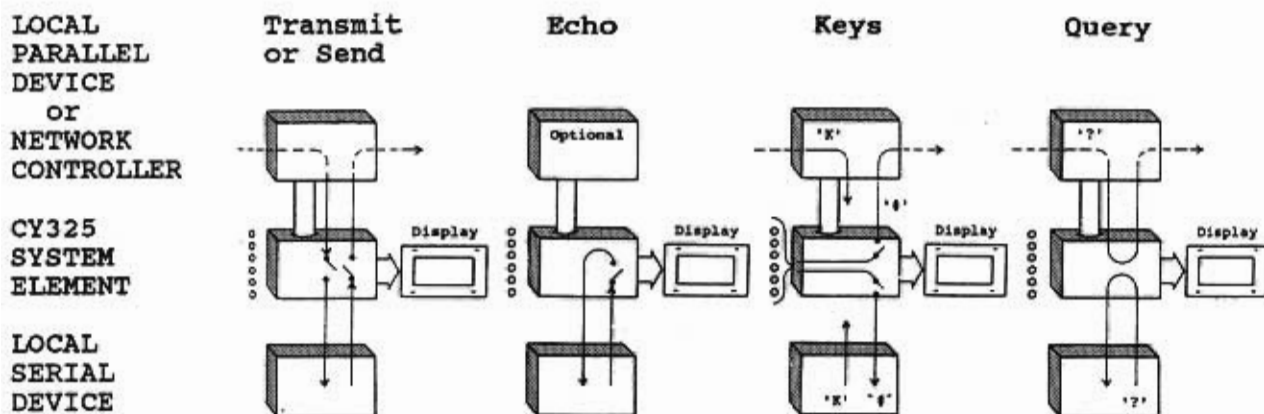 LOCAL
PARALLEL
DEVICE
or
NETWORK
CONTROLLER
Transmit
or Send
Echo
Keys
Query
Optional
'K'
'?'
'φ'
CY325
SYSTEM
ELEMENT
Display
Display
Display
Display
LOCAL
SERIAL
DEVICE
'K'
"φ"
'?'